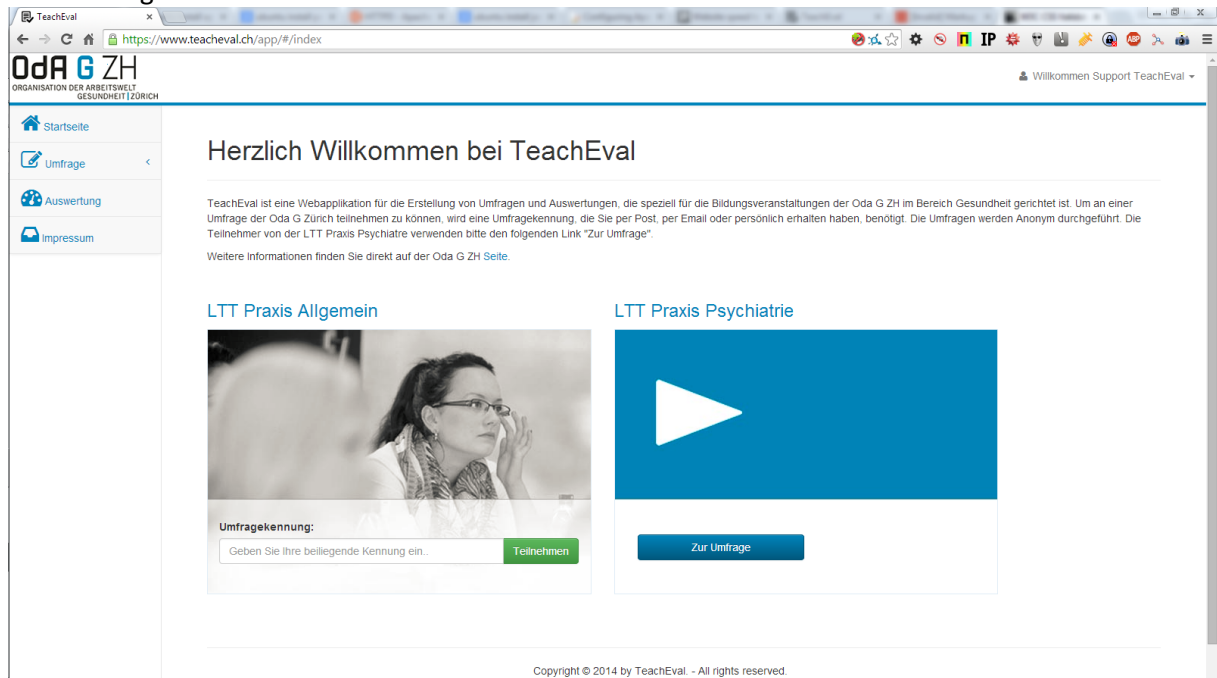 TeachEval
https://www.teacheval.ch/app/#/index
OdA G ZH
ORGANISATION DER ARBEITSWELT
GESUNDHEIT | ZÜRICH
Willkommen Support TeachEval
Startseite
Umfrage
Auswertung
Impressum
Herzlich Willkommen bei TeachEval
TeachEval ist eine Webapplikation für die Erstellung von Umfragen und Auswertungen, die speziell für die Bildungsveranstaltungen der Oda G ZH im Bereich Gesundheit gerichtet ist. Um an einer
Umfrage der Oda G Zürich teilnehmen zu können, wird eine Umfragekennung, die Sie per Post, per Email oder persönlich erhalten haben, benötigt. Die Umfragen werden Anonym durchgeführt. Die
Teilnehmer von der LTT Praxis Psychiatre verwenden bitte den folgenden Link "Zur Umfrage".
Weitere Informationen finden Sie direkt auf der Oda G ZH Seite.
LTT Praxis Allgemein
LTT Praxis Psychiatrie
Umfragekennung:
Geben Sie Ihre beiliegende Kennung ein..
Teilnehmen
Zur Umfrage
Copyright © 2014 by TeachEval. - All rights reserved.